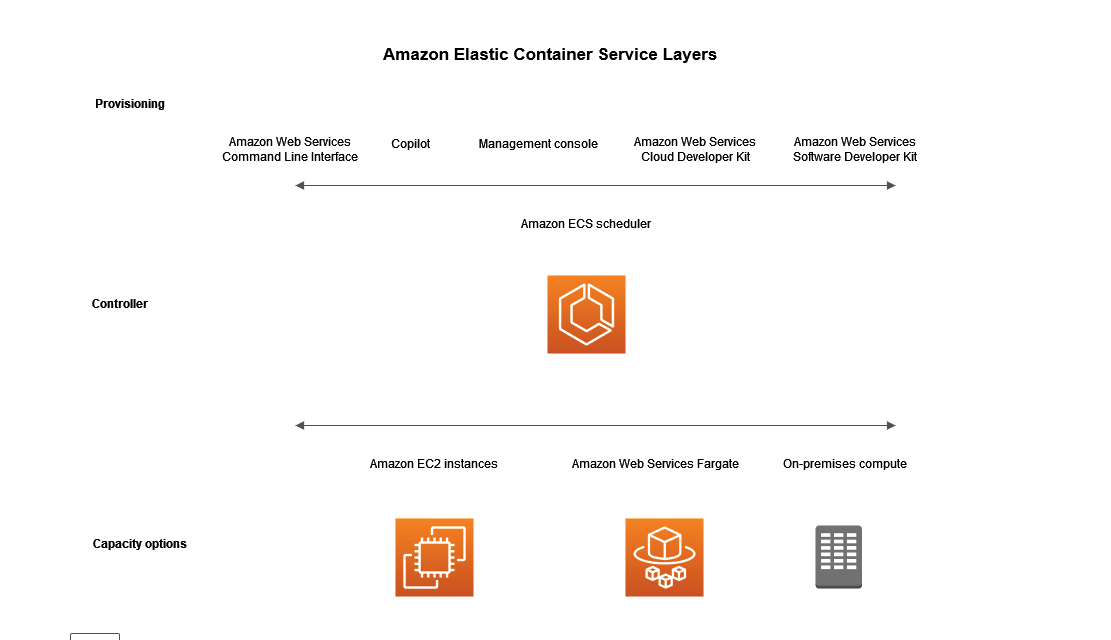 Amazon Elastic Container Service Layers
Provisioning
Amazon Web Services
Command Line Interface
Copilot
Management console
Amazon Web Services
Cloud Developer Kit
Amazon Web Services
Software Developer Kit
Amazon ECS scheduler
Controller
Amazon EC2 instances
Amazon Web Services Fargate
On-premises compute
Capacity options